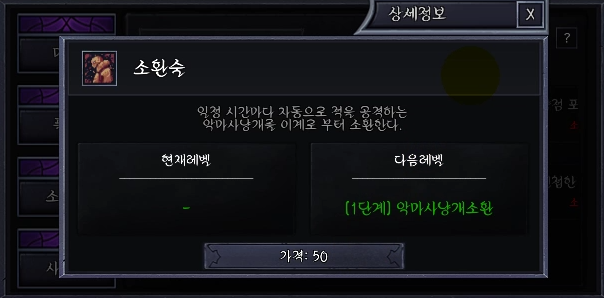 상세정보
X
?
소환술
일정 시간마다 자동으로 적을 공격하는
악마사냥개를 이계로 부터 소환한다.
현재레벨
다음레벨
-
[1단계] 악마사냥개소환
가격: 50